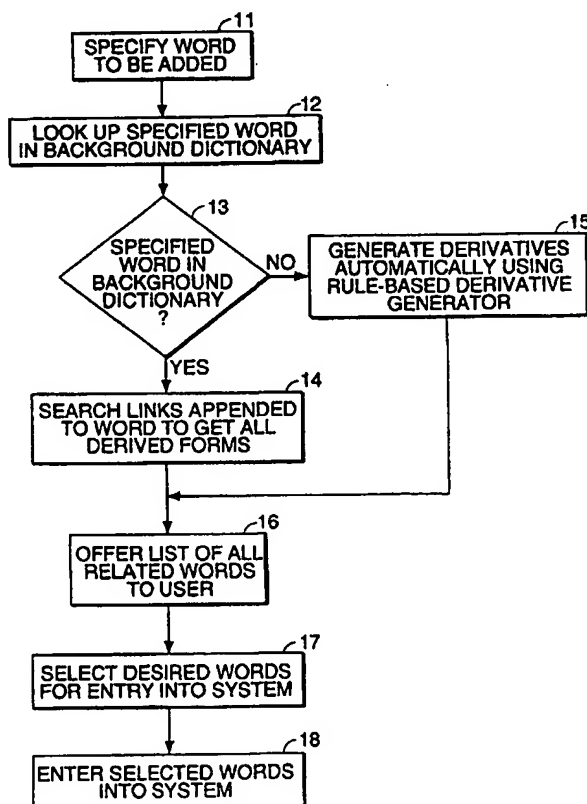 11
SPECIFY WORD
TO BE ADDED
12
LOOK UP SPECIFIED WORD
IN BACKGROUND DICTIONARY
13
SPECIFIED
WORD IN
BACKGROUND
DICTIONARY
?
NO
YES
15
GENERATE DERIVATIVES
AUTOMATICALLY USING
RULE-BASED DERIVATIVE
GENERATOR
14
SEARCH LINKS APPENDED
TO WORD TO GET ALL
DERIVED FORMS
16
OFFER LIST OF ALL
RELATED WORDS
TO USER
17
SELECT DESIRED WORDS
FOR ENTRY INTO SYSTEM
18
ENTER SELECTED WORDS
INTO SYSTEM